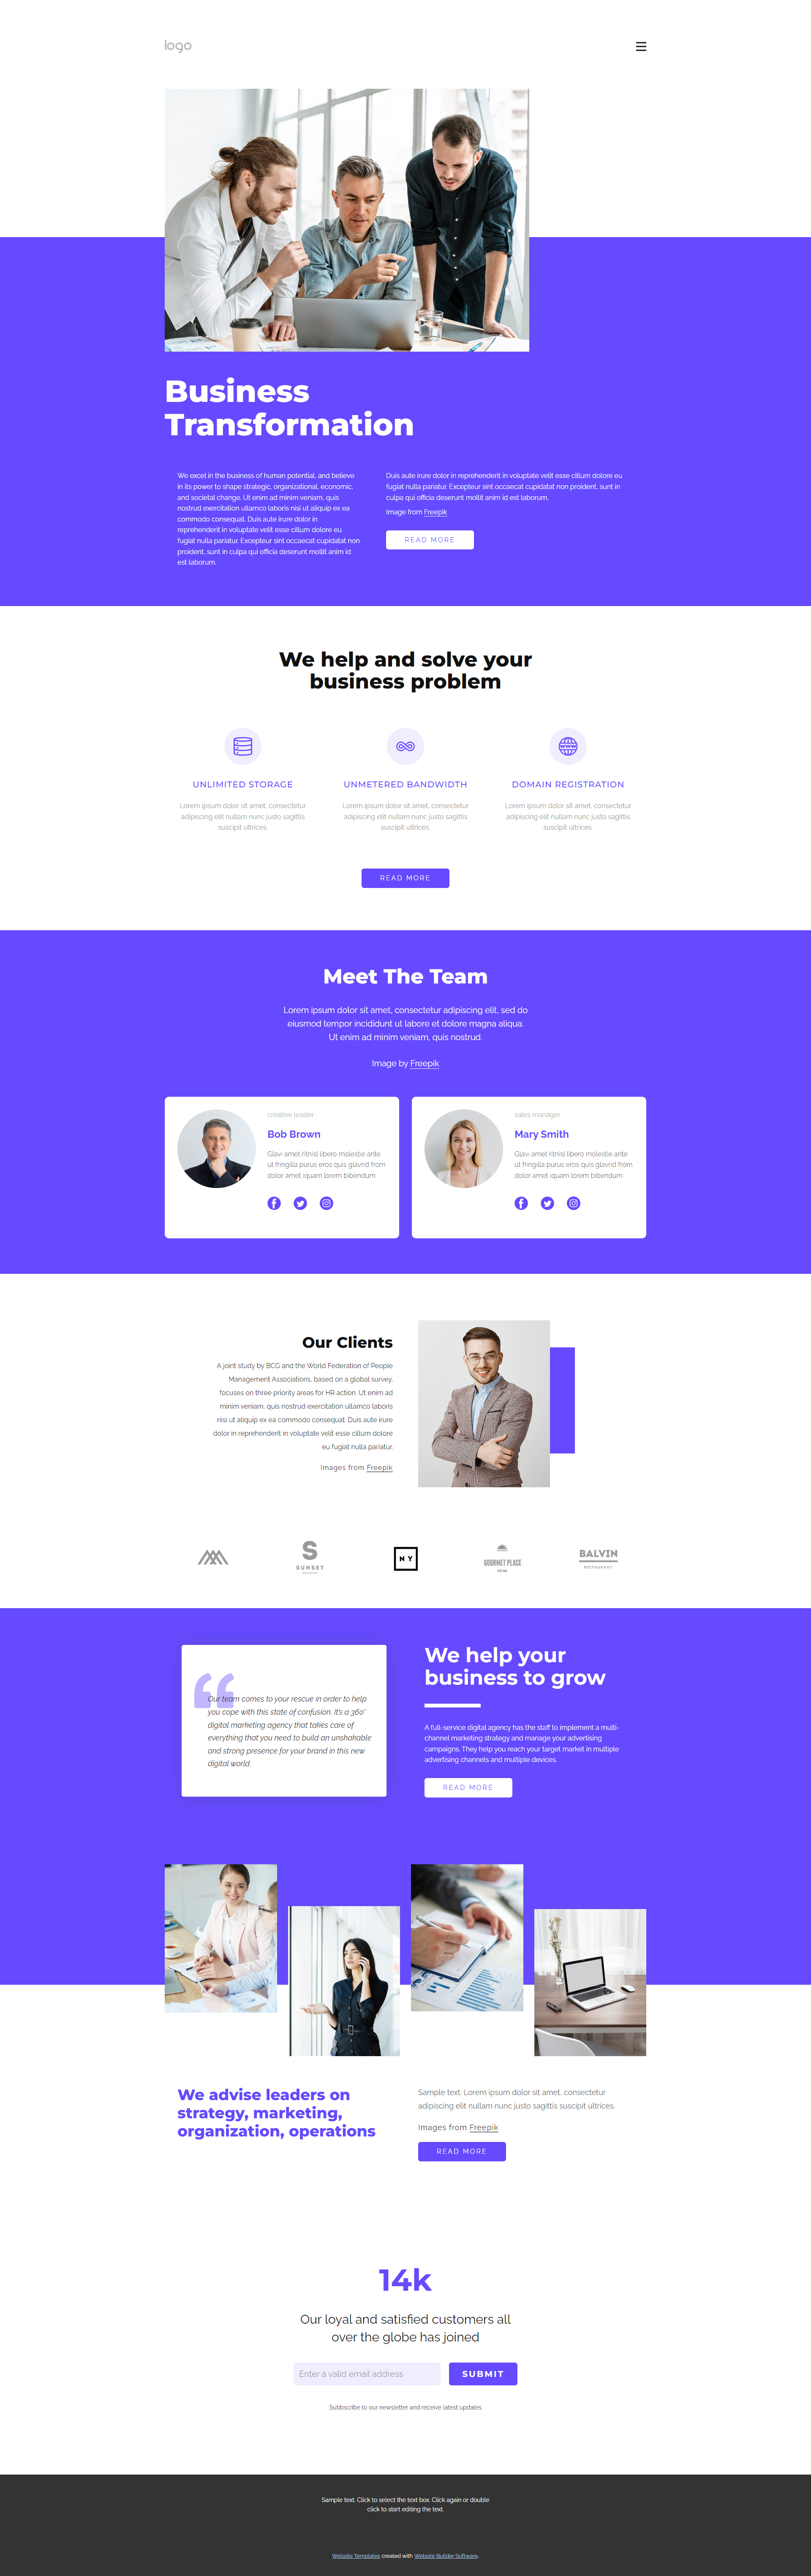 logo
Business
Transformation
We excel in the business of human potential, and believe
in its power to shape strategic, organizational, economic,
and societal change. Ut enim ad minim veniam, quis
nostrud exercitation ullamco laboris nisi ut aliquip ex ea
commodo consequat. Duis aute irure dolor in
reprehenderit in voluptate velit esse cillum dolore eu
fugiat nulla pariatur. Excepteur sint occaecat cupidatat non
proident, sunt in culpa qui officia deserunt mollit anim id
est laborum.
Duis aute irure dolor in reprehenderit in voluptate velit esse cillum dolore eu
fugiat nulla pariatur. Excepteur sint occaecat cupidatat non proident, sunt in
culpa qui officia deserunt mollit anim id est laborum.
Image from Freepik
READ MORE
We help and solve your
business problem
WWW
UNLIMITED STORAGE
Lorem ipsum dolor sit amet, consectetur
adipiscing elit nullam nunc justo sagittis
suscipit ultrices.
UNMETERED BANDWIDTH
Lorem ipsum dolor sit amet, consectetur
adipiscing elit nullam nunc justo sagittis
suscipit ultrices.
DOMAIN REGISTRATION
Lorem ipsum dolor sit amet, consectetur
adipiscing elit nullam nunc justo sagittis
suscipit ultrices.
READ MORE
Meet The Team
Lorem ipsum dolor sit amet, consectetur adipiscing elit, sed do
eiusmod tempor incididunt ut labore et dolore magna aliqua.
Ut enim ad minim veniam, quis nostrud.
Image by Freepik
creative leader
Bob Brown
Glavi amet ritnisl libero molestie ante
ut fringilla purus eros quis glavrid from
dolor amet iquam lorem bibendum
sales manager
Mary Smith
Glavi amet ritnisl libero molestie ante
ut fringilla purus eros quis glavrid from
dolor amet iquam lorem bibendum
Our Clients
A joint study by BCG and the World Federation of People
Management Associations, based on a global survey,
focuses on three priority areas for HR action. Ut enim ad
minim veniam, quis nostrud exercitation ullamco laboris
nisi ut aliquip ex ea commodo consequat. Duis aute irure
dolor in reprehenderit in voluptate velit esse cillum dolore
eu fugiat nulla pariatur.
Images from Freepik
S
SUNSET
NY
GOURMET PLACE
BALVIN
RESTAURANT
“
Our team comes to your rescue in order to help
you cope with this state of confusion. It’s a 360°
digital marketing agency that takes care of
everything that you need to build an unshakable
and strong presence for your brand in this new
digital world.
We help your
business to grow
A full-service digital agency has the staff to implement a multi-
channel marketing strategy and manage your advertising
campaigns. They help you reach your target market in multiple
advertising channels and multiple devices.
READ MORE
We advise leaders on
strategy, marketing,
organization, operations
Sample text. Lorem ipsum dolor sit amet, consectetur
adipiscing elit nullam nunc justo sagittis suscipit ultrices.
Images from Freepik
READ MORE
14k
Our loyal and satisfied customers all
over the globe has joined
Enter a valid email address
SUBMIT
Subbscribe to our newsletter and receive latest updates
Sample text. Click to select the text box. Click again or double
click to start editing the text.
Website Templates created with Website Builder Software.